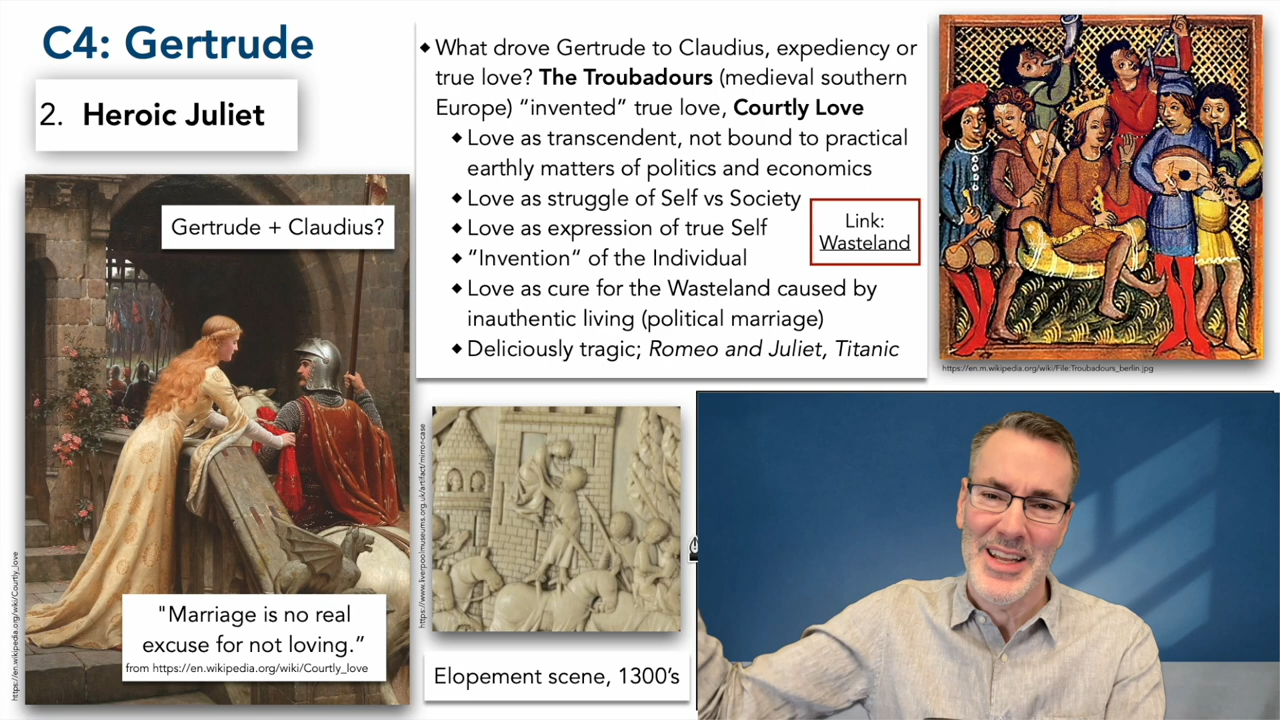 C4: Gertrude
2. Heroic Juliet
Gertrude + Claudius?
"Marriage is no real
excuse for not loving.”
from https://en.wikipedia.org/wiki/Courtly_love
https://en.wikipedia.org/wiki/Courtly_love
◆ What drove Gertrude to Claudius, expediency or
true love? The Troubadours (medieval southern
Europe) “invented” true love, Courtly Love
◆ Love as transcendent, not bound to practical
earthly matters of politics and economics
◆ Love as struggle of Self vs Society
◆ Love as expression of true Self
◆ “Invention” of the Individual
◆ Love as cure for the Wasteland caused by
inauthentic living (political marriage)
◆ Deliciously tragic; Romeo and Juliet, Titanic
Link:
Wasteland
https://en.m.wikipedia.org/wiki/File:Troubadours_berlin.jpg
https://www.liverpoolmuseums.org.uk/artifact/mirror-case
Elopement scene, 1300’s